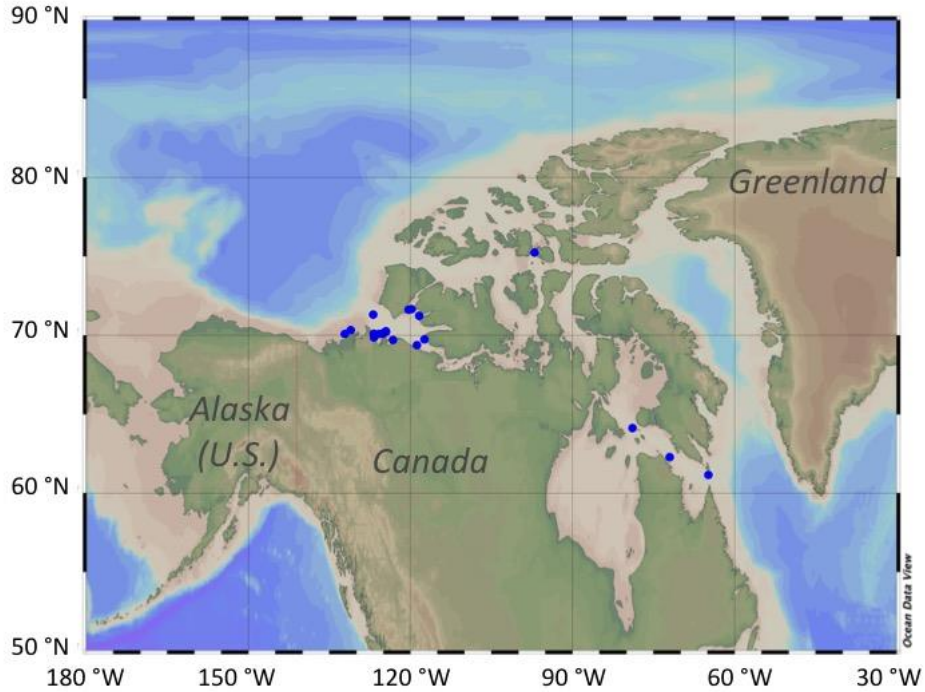 90 °N
80 °N
Greenland
70 °N
Alaska
(U.S.)
Canada
60 °N
Ocean Data View
50 °N
180 °W
150 °W
120 °W
90 °W
60 °W
30 °W